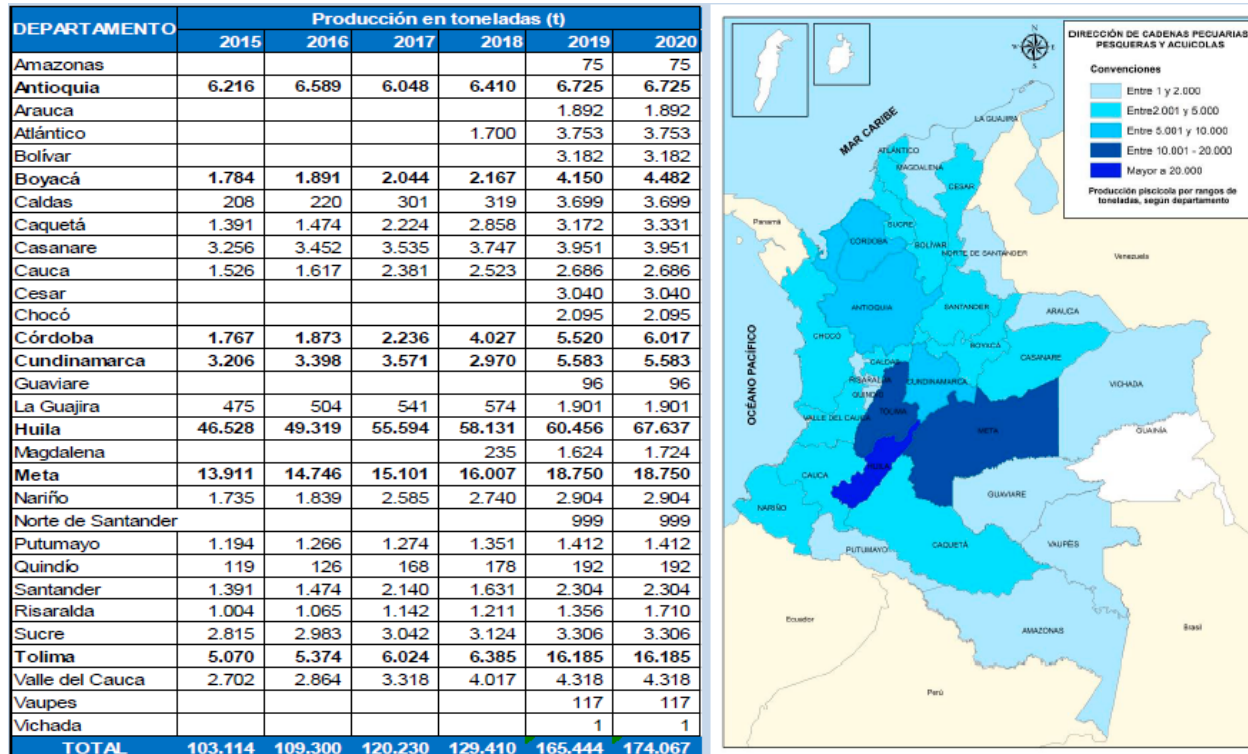 DEPARTAMENTO Producción en toneladas (t)
2015 2016 2017 2018 2019 2020
Amazonas 75 75
Antioquia 6.216 6.589 6.048 6.410 6.725 6.725
Arauca 1.892 1.892
Atlántico 1.700 3.753 3.753
Bolívar 3.182 3.182
Boyacá 1.784 1.891 2.044 2.167 4.150 4.482
Caldas 208 220 301 319 3.699 3.699
Caquetá 1.391 1.474 2.224 2.858 3.172 3.331
Casanare 3.256 3.452 3.535 3.747 3.951 3.951
Cauca 1.526 1.617 2.381 2.523 2.686 2.686
Cesar 3.040 3.040
Chocó 2.095 2.095
Córdoba 1.767 1.873 2.236 4.027 5.520 6.017
Cundinamarca 3.206 3.398 3.571 2.970 5.583 5.583
Guaviare 96 96
La Guajira 475 504 541 574 1.901 1.901
Huila 46.528 49.319 55.594 58.131 60.456 67.637
Magdalena 235 1.624 1.724
Meta 13.911 14.746 15.101 16.007 18.750 18.750
Nariño 1.735 1.839 2.585 2.740 2.904 2.904
Norte de Santander 999 999
Putumayo 1.194 1.266 1.274 1.351 1.412 1.412
Quindío 119 126 168 178 192 192
Santander 1.391 1.474 2.140 1.631 2.304 2.304
Risaralda 1.004 1.065 1.142 1.211 1.356 1.710
Sucre 2.815 2.983 3.042 3.124 3.306 3.306
Tolima 5.070 5.374 6.024 6.385 16.185 16.185
Valle del Cauca 2.702 2.864 3.318 4.017 4.318 4.318
Vaupes 117 117
Vichada 1 1
TOTAL 103.114 109.300 120.230 129.410 165.444 174.067
DIRECCIÓN DE CADENAS PECUARIAS
PESQUERAS Y ACUICOLAS
Convenciones
Entre 1 y 2.000
Entre2.001 y 5.000
Entre 5.001 y 10.000
Entre 10.001 - 20.000
Mayor a 20.000
Producción piscícola por rangos de
toneladas, según departamento
N
W E
S
MAR CARIBE
LA GUAJIRA
ATLÁNTICO
MAGDALENA
CESAR
Panamá
SUCRE
CÓRDOBA
BOLÍVAR
NORTE DE SANTANDER
Venezuela
ANTIOQUIA
SANTANDER
ARAUCA
OCÉANO PACÍFICO
CHOCÓ
BOYACÁ
CASANARE
CALDAS
RISARALDA
CUNDINAMARCA
VICHADA
QUINDÍO
TOLIMA
VALLE DEL CAUCA
META
GUAINÍA
HUILA
CAUCA
GUAVIARE
NARIÑO
CAQUETÁ
VAUPÉS
PUTUMAYO
Ecuador
AMAZONAS
Brasil
Perú